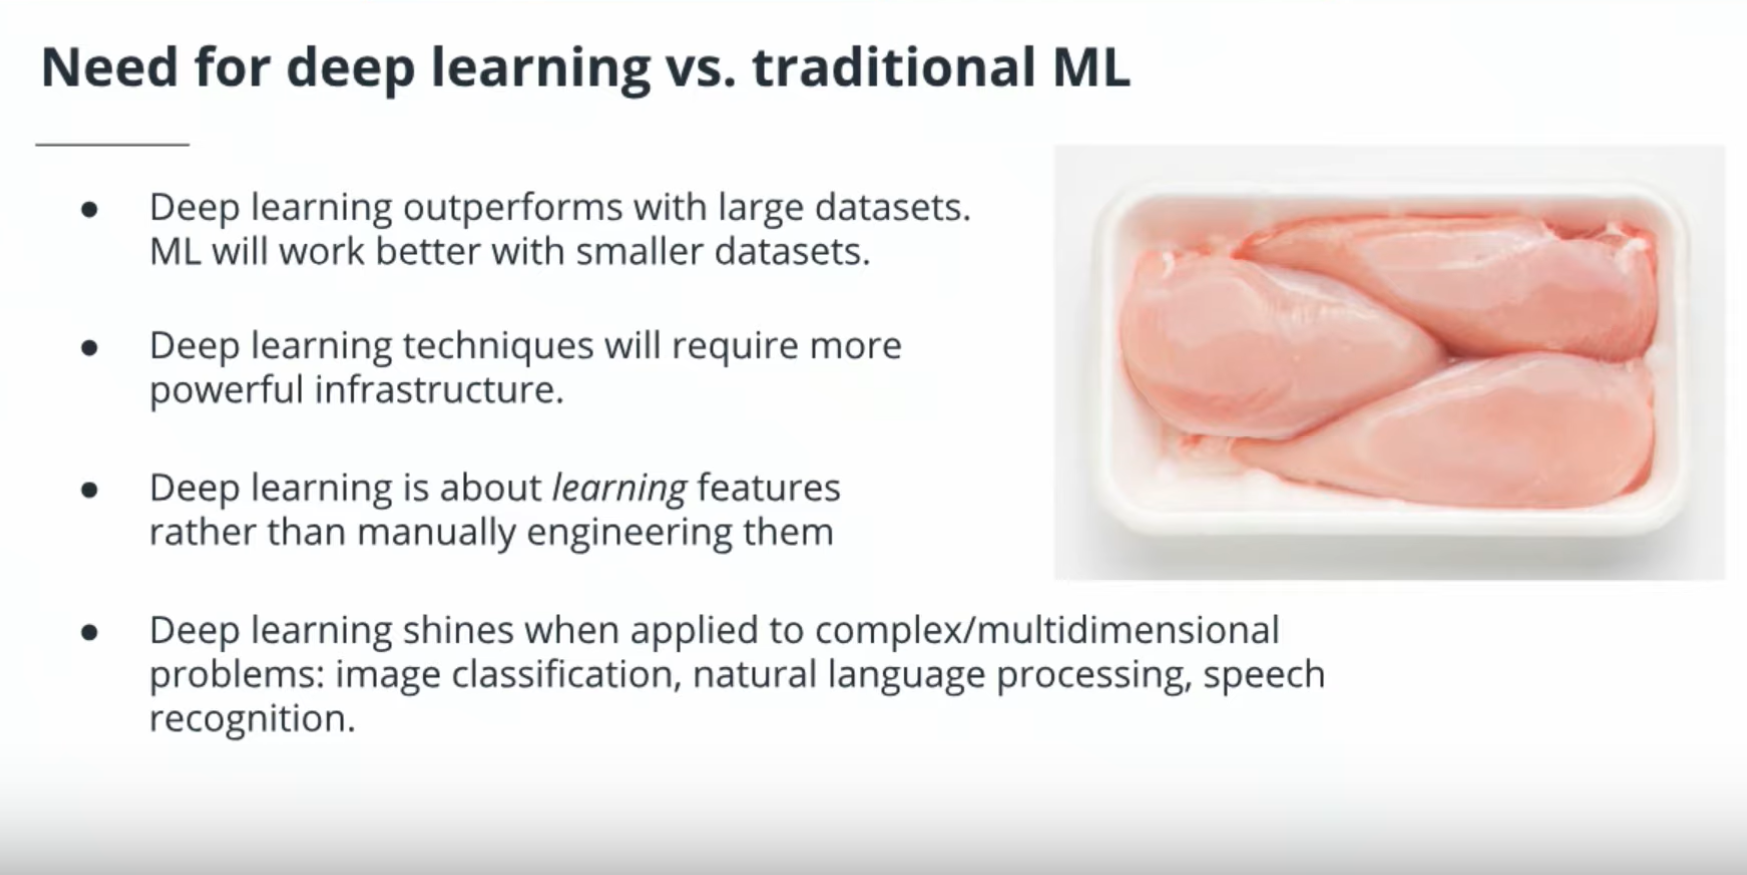 Need for deep learning vs. traditional ML
● Deep learning outperforms with large datasets.
ML will work better with smaller datasets.
● Deep learning techniques will require more
powerful infrastructure.
● Deep learning is about learning features
rather than manually engineering them
● Deep learning shines when applied to complex/multidimensional
problems: image classification, natural language processing, speech
recognition.